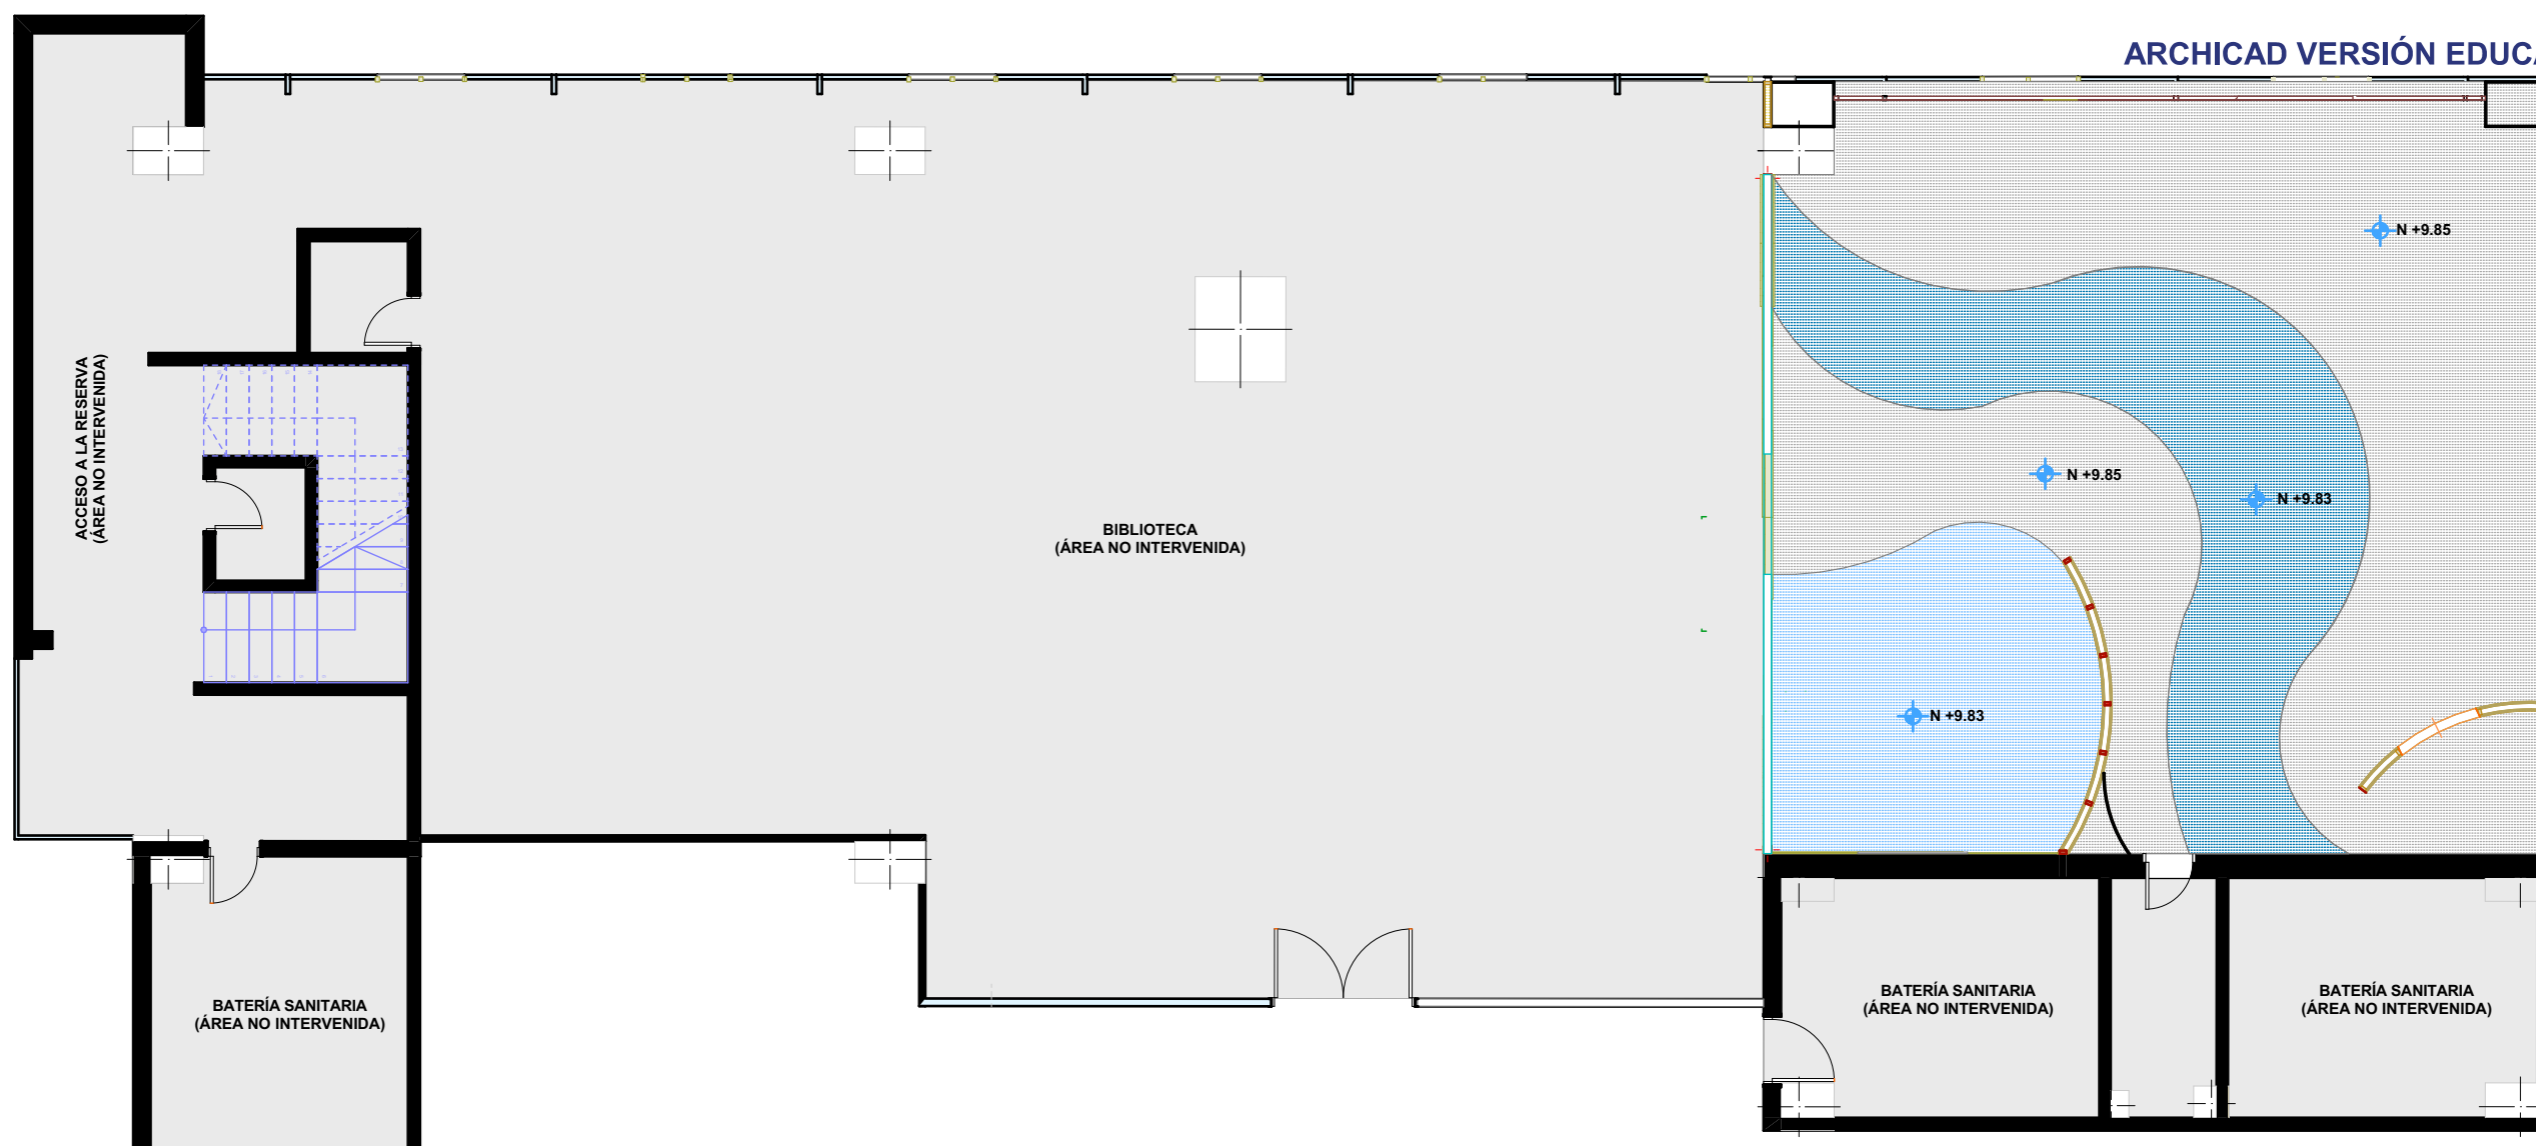 ARCHICAD VERSIÓN EDUCA
N +9.85
ACCESO A LA RESERVA
(ÁREA NO INTERVENIDA)
N +9.85
N +9.83
BIBLIOTECA
(ÁREA NO INTERVENIDA)
N +9.83
BATERÍA SANITARIA
(ÁREA NO INTERVENIDA)
BATERÍA SANITARIA
(ÁREA NO INTERVENIDA)
BATERÍA SANITARIA
(ÁREA NO INTERVENIDA)